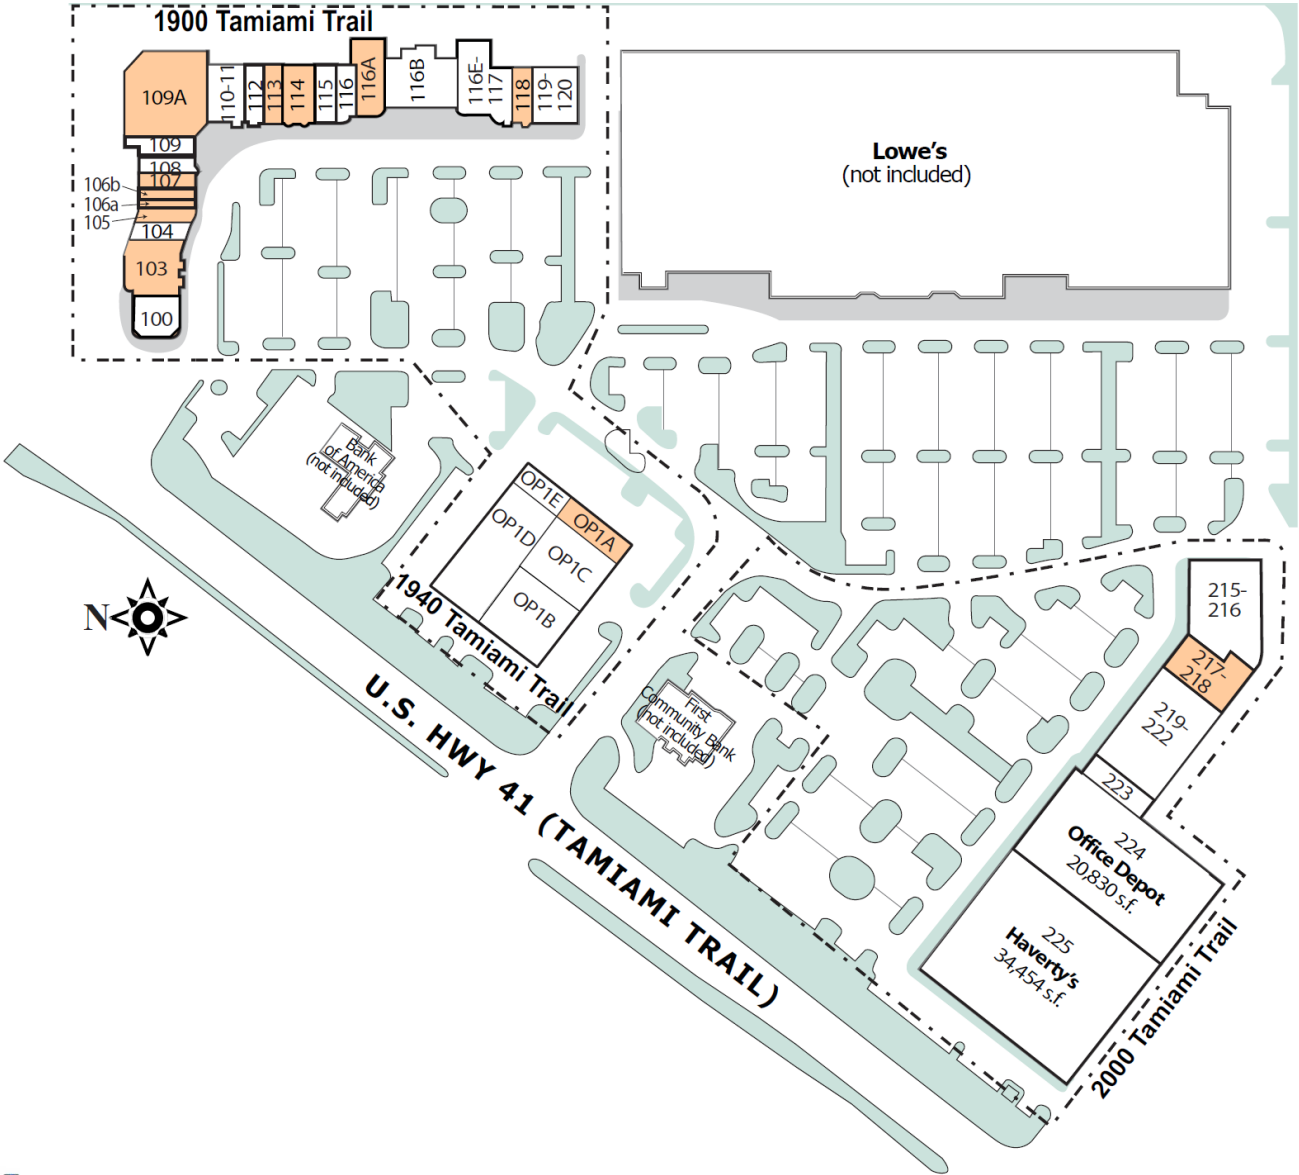 1900 Tamiami Trail
109A
110-11
112
113
114
115
116
116A
116B
116E-
117
118
119-
120
109
108
107
106b
106a
105
104
103
100
Lowe's
(not included)
Bank
of America
(not included)
OP1E
OP1A
OP1D
OP1C
OP1B
1940 Tamiami Trail
N
U.S. HWY 41 (TAMIAMI TRAIL)
First
Community Bank
(not included)
215-
216
217-
218
219-
222
223
224
Office Depot
20,830 s.f.
225
Haverty's
34,454 s.f.
2000 Tamiami Trail